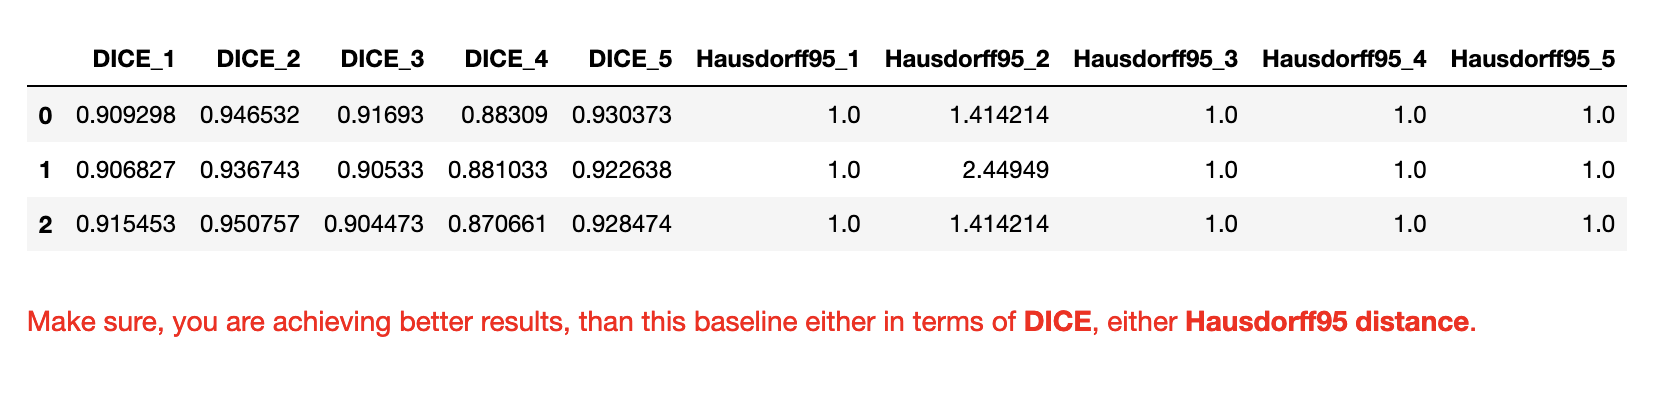 DICE_1 DICE_2 DICE_3 DICE_4 DICE_5 Hausdorff95_1 Hausdorff95_2 Hausdorff95_3 Hausdorff95_4 Hausdorff95_5
0 0.909298 0.946532 0.91693 0.88309 0.930373 1.0 1.414214 1.0 1.0 1.0
1 0.906827 0.936743 0.90533 0.881033 0.922638 1.0 2.44949 1.0 1.0 1.0
2 0.915453 0.950757 0.904473 0.870661 0.928474 1.0 1.414214 1.0 1.0 1.0
Make sure, you are achieving better results, than this baseline either in terms of DICE, either Hausdorff95 distance.